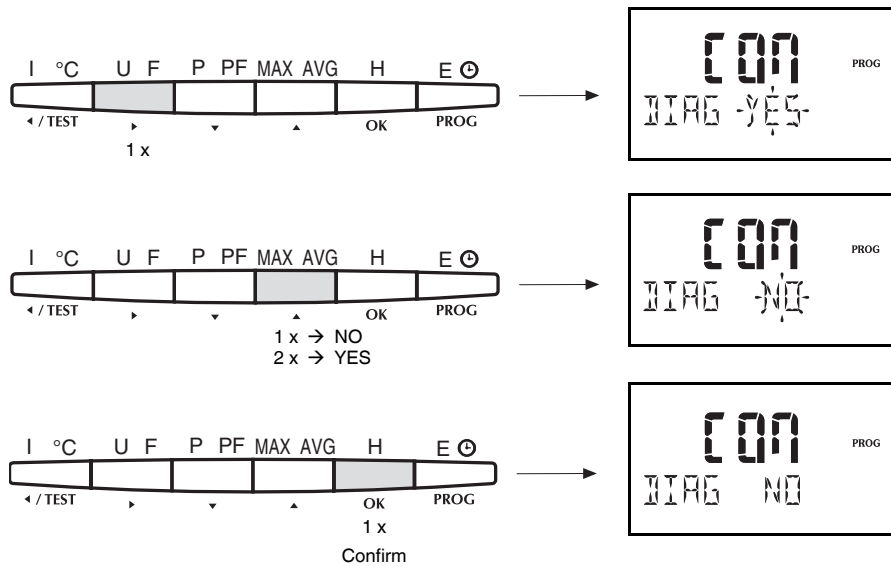 I °C U F P PF MAX AVG H E
/ TEST OK PROG
1 x
COM PROG
DIAG YES
I °C U F P PF MAX AVG H E
/ TEST OK PROG
1 x → NO
2 x → YES
COM PROG
DIAG NO
I °C U F P PF MAX AVG H E
/ TEST OK PROG
1 x
Confirm
COM PROG
DIAG NO